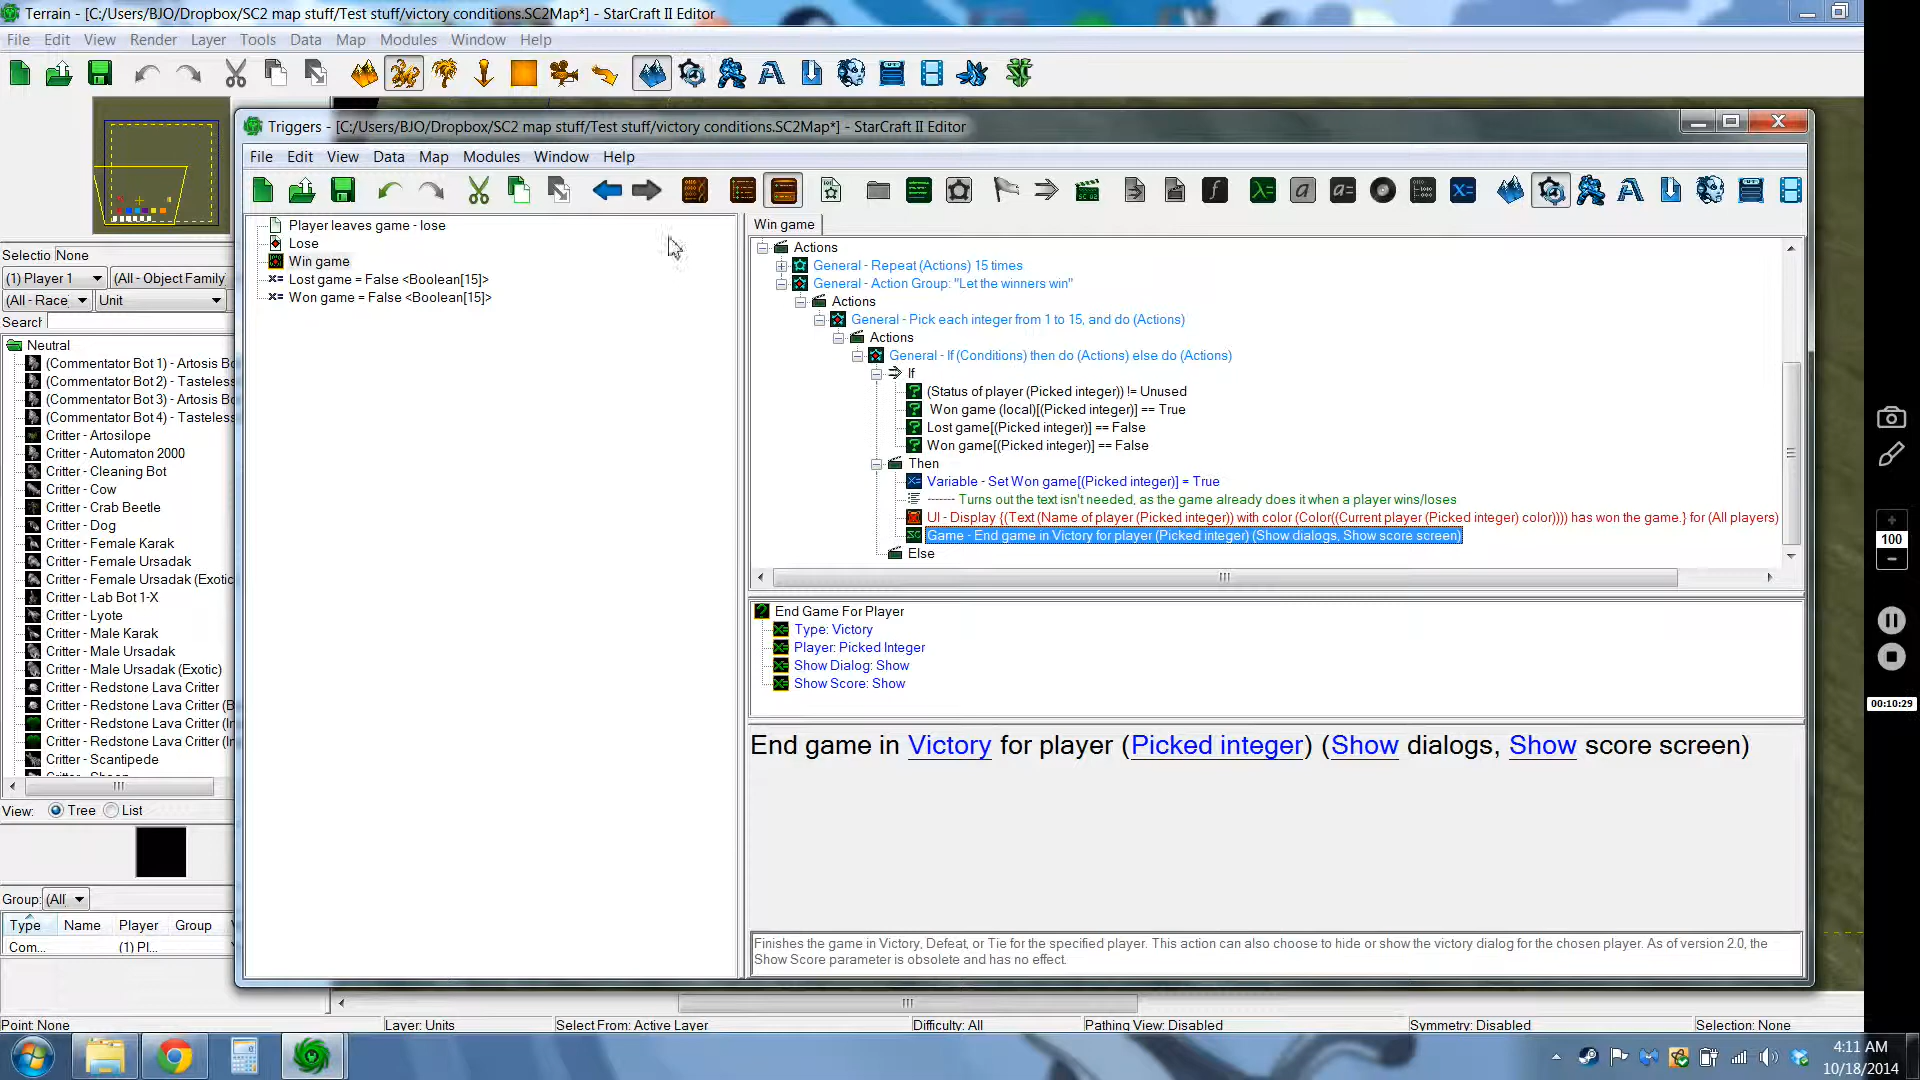 Terrain - [C:/Users/BJO/Dropbox/SC2 map stuff/Test stuff/victory conditions.SC2Map*] - StarCraft II Editor
File Edit View Render Layer Tools Data Map Modules Window Help
Triggers - [C:/Users/BJO/Dropbox/SC2 map stuff/Test stuff/victory conditions.SC2Map*] - StarCraft II Editor
File Edit View Data Map Modules Window Help
Selectio None
(1) Player 1 (All - Object Family
(All - Race) Unit
Search
Neutral
(Commentator Bot 1) - Artosis Bo
(Commentator Bot 2) - Tasteless
(Commentator Bot 3) - Artosis Bo
(Commentator Bot 4) - Tasteless
Critter - Artosilope
Critter - Automaton 2000
Critter - Cleaning Bot
Critter - Cow
Critter - Crab Beetle
Critter - Dog
Critter - Female Karak
Critter - Female Ursadak
Critter - Female Ursadak (Exotic
Critter - Lab Bot 1-X
Critter - Lyote
Critter - Male Karak
Critter - Male Ursadak
Critter - Male Ursadak (Exotic)
Critter - Redstone Lava Critter
Critter - Redstone Lava Critter (B
Critter - Redstone Lava Critter (In
Critter - Redstone Lava Critter (In
Critter - Scantipede
View: Tree List
Group: (All
Type Name Player Group
Com... (1) Pl...
Player leaves game - lose
Lose
Win game
Lost game = False <Boolean[15]>
Won game = False <Boolean[15]>
Win game
Actions
General - Repeat (Actions) 15 times
General - Action Group: "Let the winners win"
Actions
General - Pick each integer from 1 to 15, and do (Actions)
Actions
General - If (Conditions) then do (Actions) else do (Actions)
If
(Status of player (Picked integer)) != Unused
Won game (local)[(Picked integer)] == True
Lost game[(Picked integer)] == False
Won game[(Picked integer)] == False
Then
Variable - Set Won game[(Picked integer)] = True
------- Turns out the text isn't needed, as the game already does it when a player wins/loses
UI - Display {(Text (Name of player (Picked integer)) with color (Color((Current player (Picked integer) color)))) has won the game.} for (All players)
Game - End game in Victory for player (Picked integer) (Show dialogs, Show score screen)
Else
End Game For Player
Type: Victory
Player: Picked Integer
Show Dialog: Show
Show Score: Show
End game in Victory for player (Picked integer) (Show dialogs, Show score screen)
Finishes the game in Victory, Defeat, or Tie for the specified player. This action can also choose to hide or show the victory dialog for the chosen player. As of version 2.0, the
Show Score parameter is obsolete and has no effect.
Point: None Layer: Units Select From: Active Layer Difficulty: All Pathing View: Disabled Symmetry: Disabled Selection: None
4:11 AM
10/18/2014
100
00:10:29